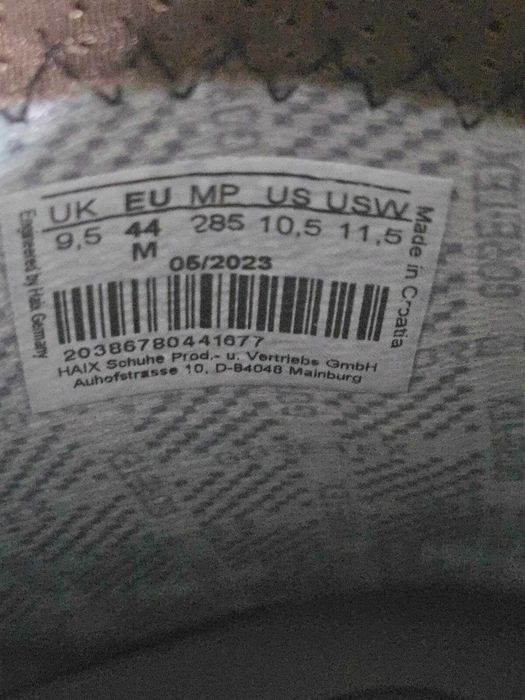 UK EU MP US USW
9,5 44 285 10,5 11,5
M
05/2023
20386780441677
HAIX Schuhe Prod.- u. Vertriebs GmbH
Auhofstrasse 10, D-84048 Mainburg
Engineered by Haix Germany
Made in Croatia